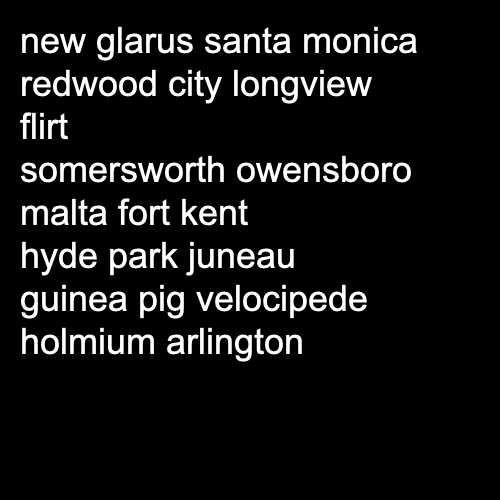 new glarus santa monica
redwood city longview
flirt
somersworth owensboro
malta fort kent
hyde park juneau
guinea pig velocipede
holmium arlington